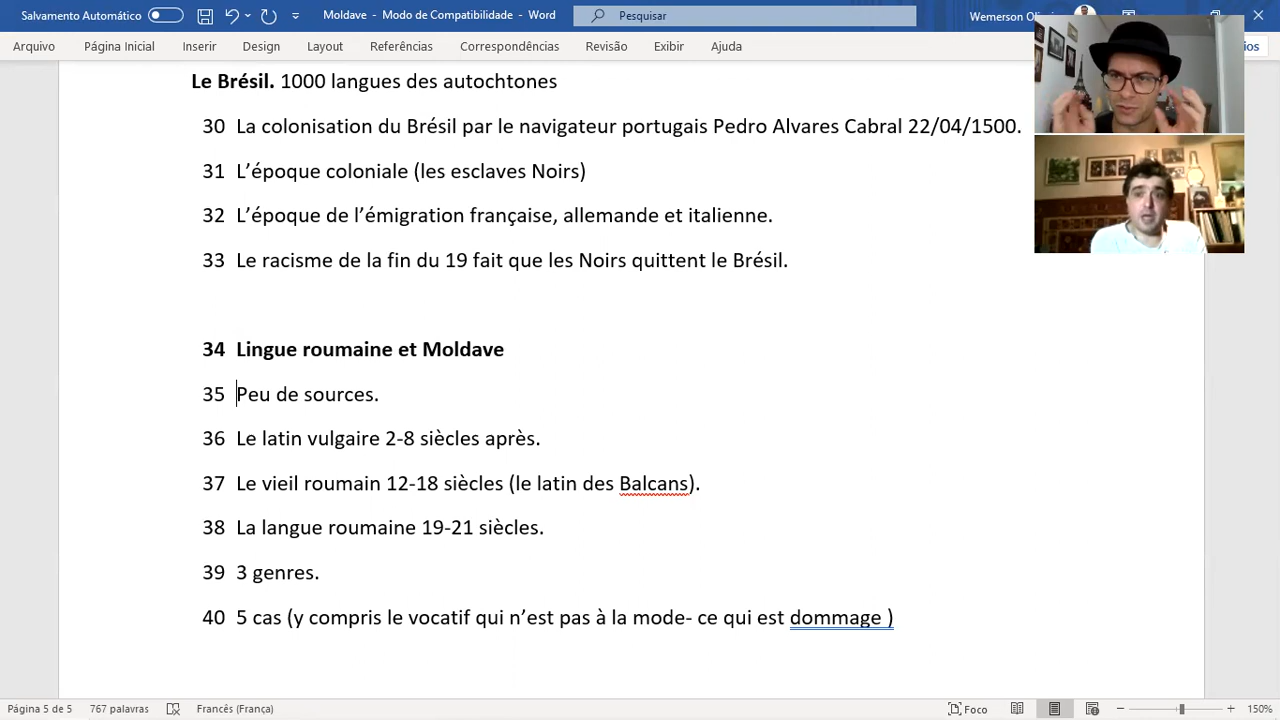 Salvamento Automático
Documento1 - Word
Pesquisar
Wemerson
Arquivo Página Inicial Inserir Design Layout Referências Correspondências Revisão Exibir Ajuda
Le Brésil. 1000 langues des autochtones
30 La colonisation du Brésil par le navigateur portugais Pedro Alvares Cabral 22/04/1500.
31 L’époque coloniale (les esclaves Noirs)
32 L’époque de l’émigration française, allemande et italienne.
33 Le racisme de la fin du 19 fait que les Noirs quittent le Brésil.
34 Lingue roumaine et Moldave
35 Peu de sources.
36 Le latin vulgaire 2-8 siècles après.
37 Le vieil roumain 12-18 siècles (le latin des Balcans).
38 La langue roumaine 19-21 siècles.
39 3 genres.
40 5 cas (y compris le vocatif qui n’est pas à la mode- ce qui est dommage )
Página 5 de 5 767 palavras Francês (França) Foco 150%